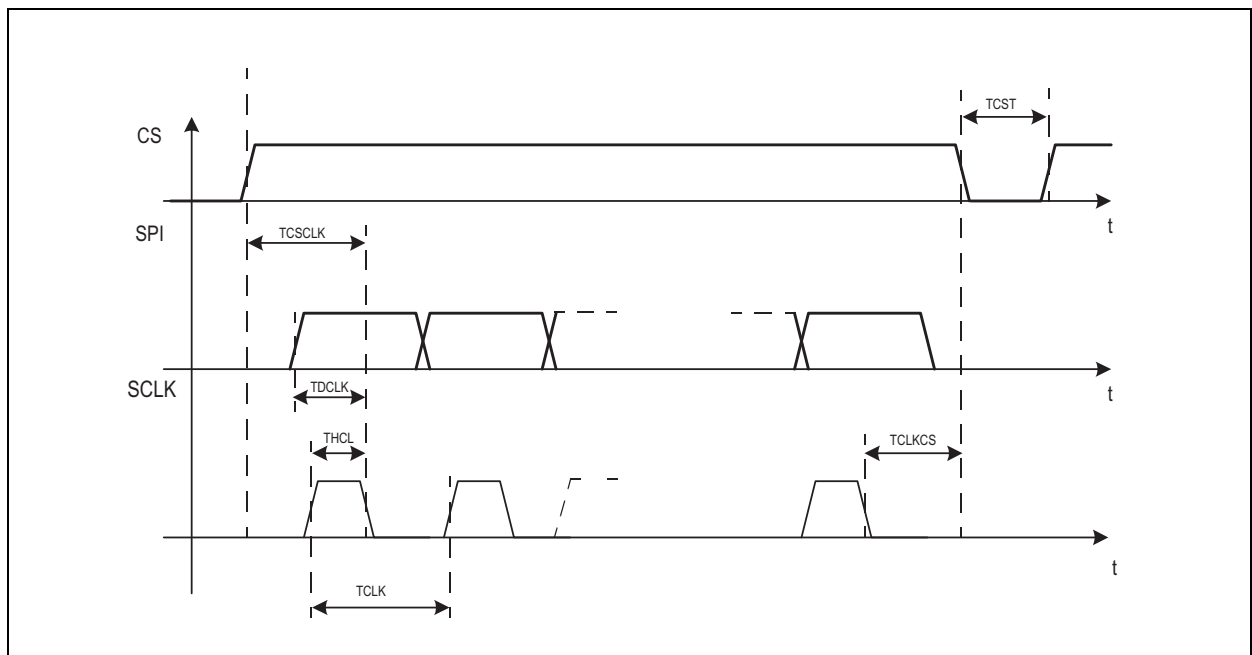 TCST
CS
t
SPI
TCSCLK
TDCLK
t
SCLK
THCL
TCLKCS
t
TCLK